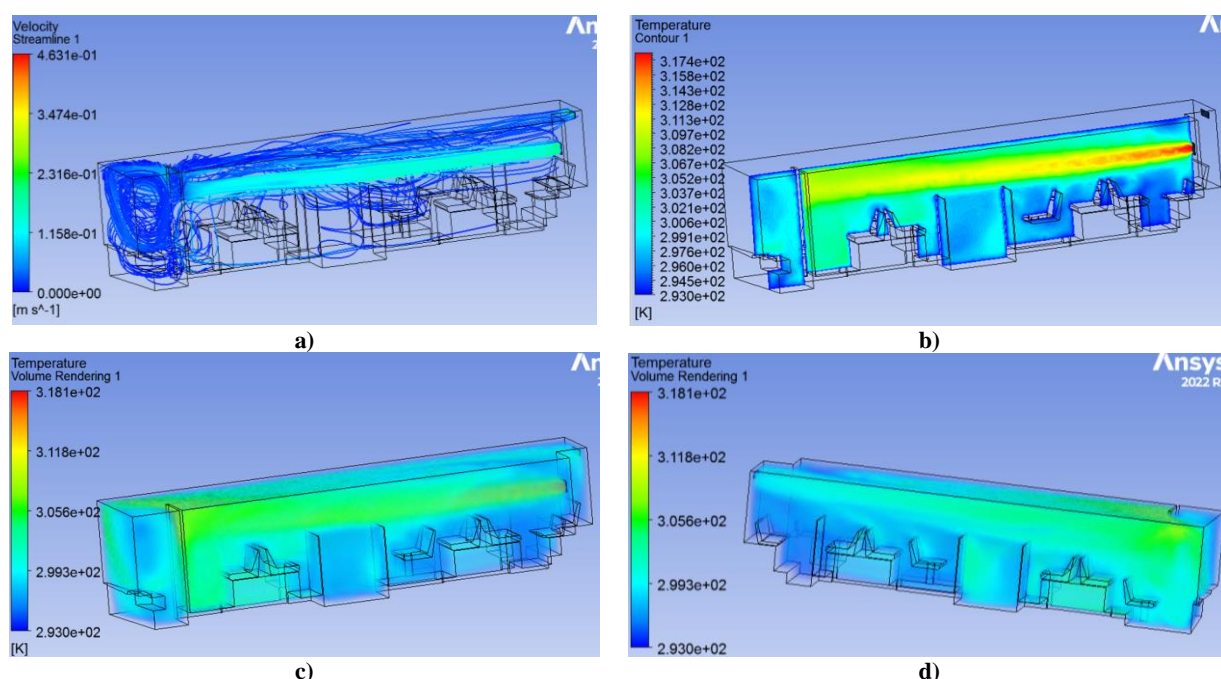 Velocity
Streamline 1
4.631e-01
3.474e-01
2.316e-01
1.158e-01
0.000e+00
[m s^-1]
a)
Temperature
Contour 1
3.174e+02
3.158e+02
3.143e+02
3.128e+02
3.113e+02
3.097e+02
3.082e+02
3.067e+02
3.052e+02
3.037e+02
3.021e+02
3.006e+02
2.991e+02
2.976e+02
2.960e+02
2.945e+02
2.930e+02
[K]
b)
Temperature
Volume Rendering 1
3.181e+02
3.118e+02
3.056e+02
2.993e+02
2.930e+02
[K]
c)
Temperature
Volume Rendering 1
Ansys
2022 R
3.181e+02
3.118e+02
3.056e+02
2.993e+02
2.930e+02
d)